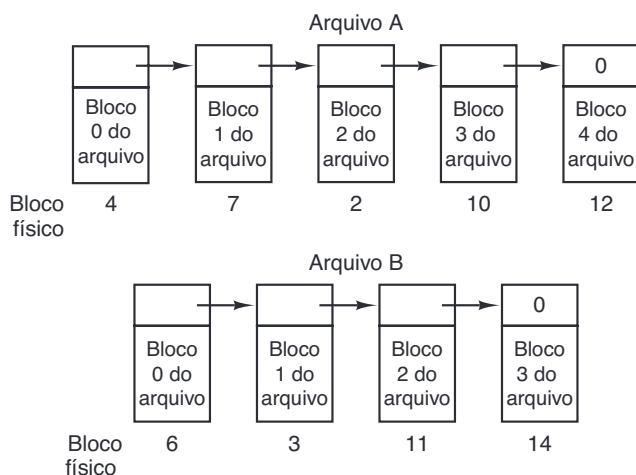 Arquivo A
0
Bloco
0 do
arquivo
Bloco
1 do
arquivo
Bloco
2 do
arquivo
Bloco
3 do
arquivo
Bloco
4 do
arquivo
Bloco
físico
4 7 2 10 12
Arquivo B
0
Bloco
0 do
arquivo
Bloco
1 do
arquivo
Bloco
2 do
arquivo
Bloco
3 do
arquivo
Bloco
físico
6 3 11 14